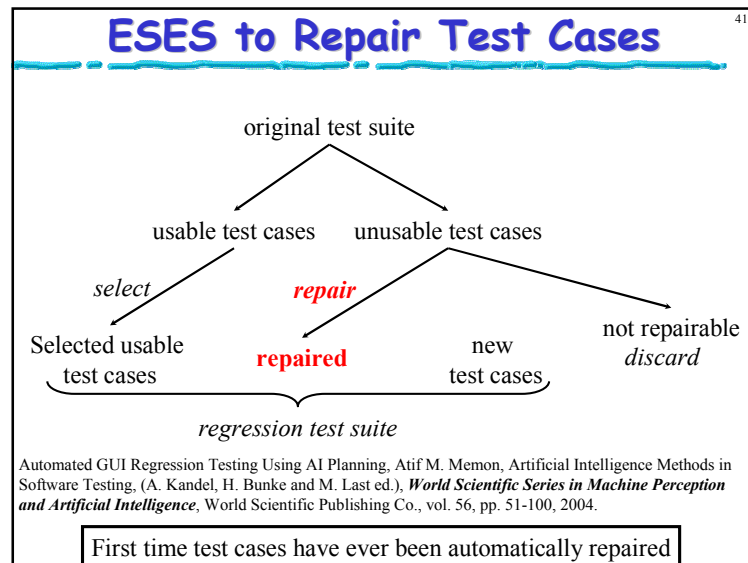 41
ESES to Repair Test Cases
original test suite
usable test cases unusable test cases
select
repair
Selected usable
test cases
repaired
new
test cases
not repairable
discard
regression test suite
Automated GUI Regression Testing Using AI Planning, Atif M. Memon, Artificial Intelligence Methods in
Software Testing, (A. Kandel, H. Bunke and M. Last ed.), World Scientific Series in Machine Perception
and Artificial Intelligence, World Scientific Publishing Co., vol. 56, pp. 51-100, 2004.
First time test cases have ever been automatically repaired